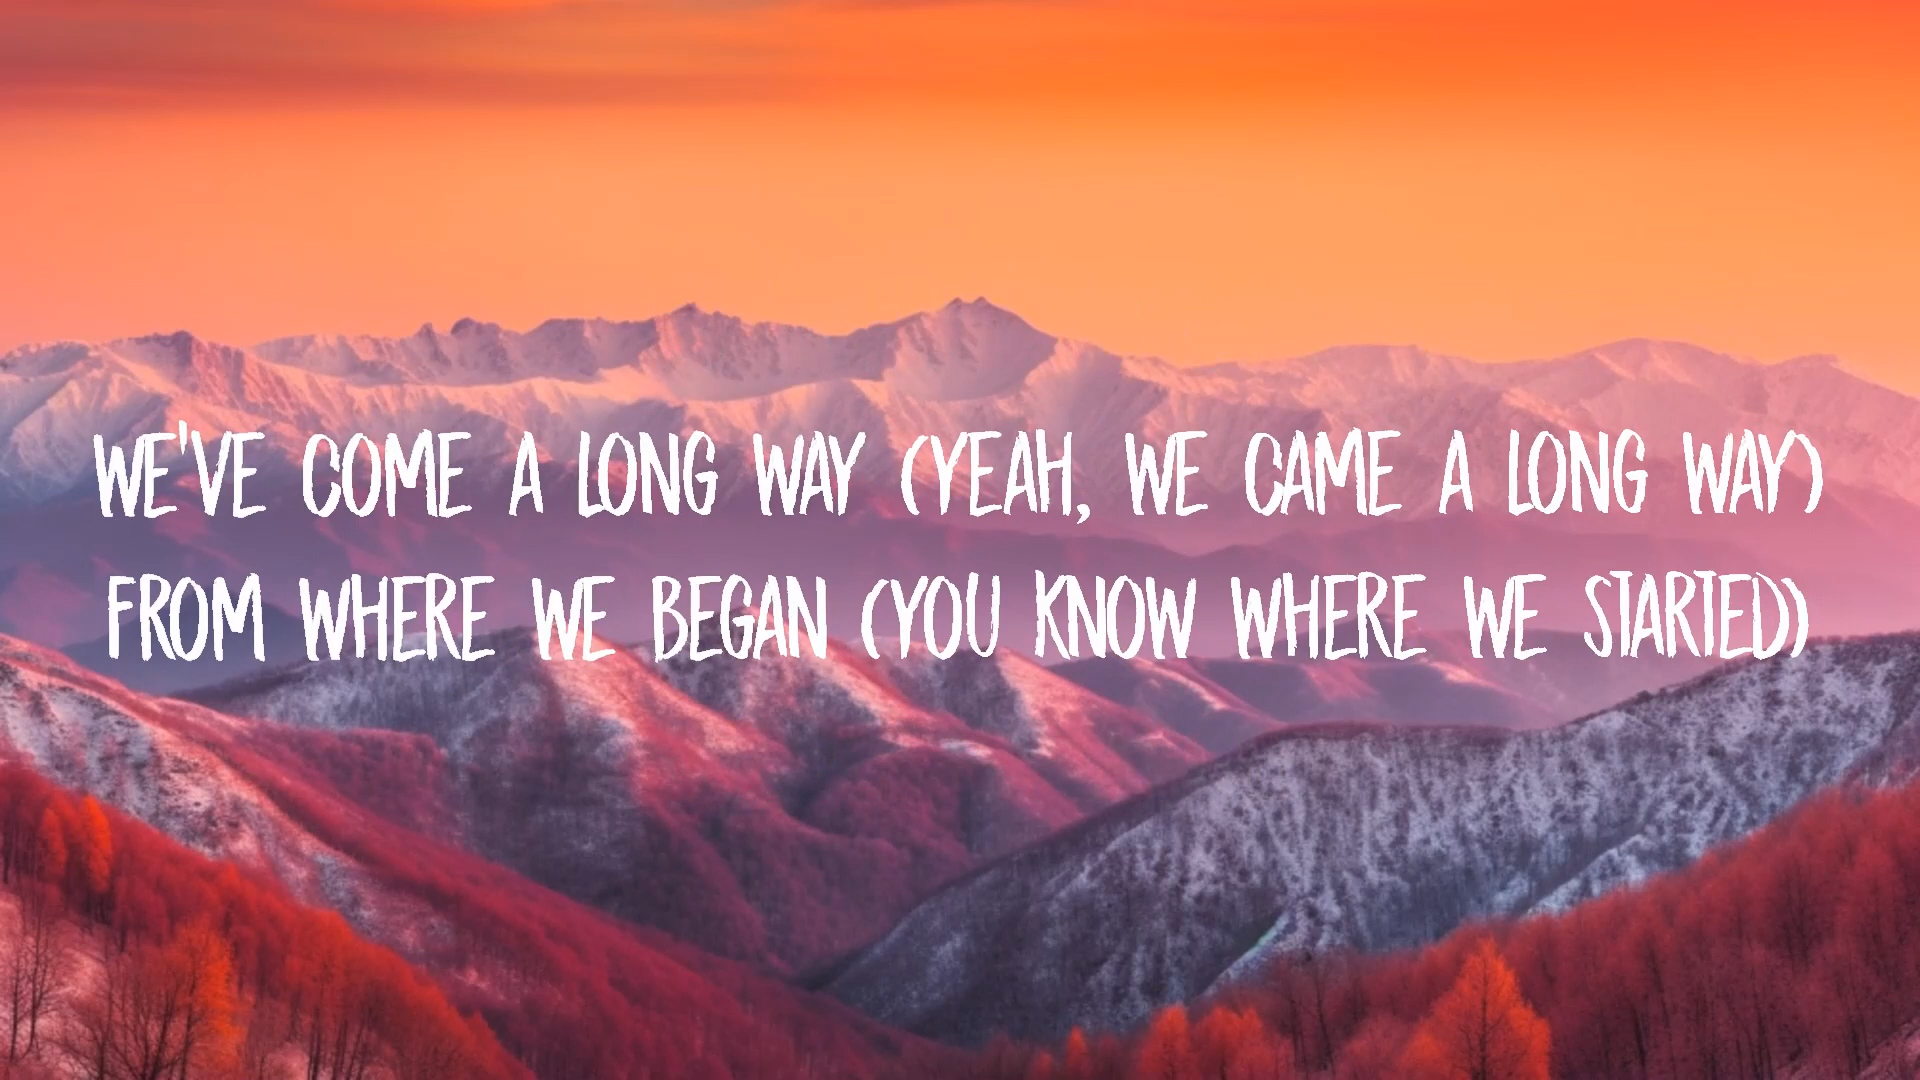 WE'VE COME A LONG WAY (YEAH, WE CAME A LONG WAY)
FROM WHERE WE BEGAN (YOU KNOW WHERE WE STARTED)